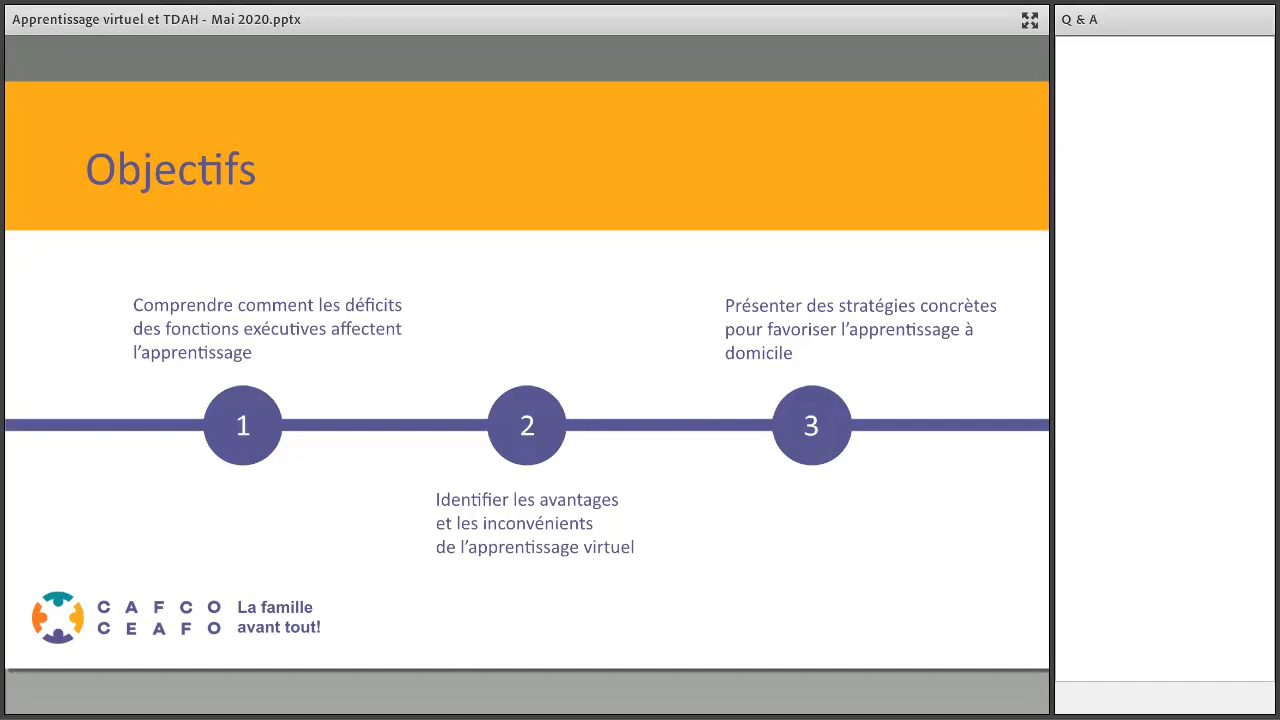 Apprentissage virtuel et TDAH - Mai 2020.pptx
Q & A
Objectifs
Comprendre comment les déficits
des fonctions exécutives affectent
l’apprentissage
Présenter des stratégies concrètes
pour favoriser l’apprentissage à
domicile
1
2
3
Identifier les avantages
et les inconvénients
de l’apprentissage virtuel
CAFCO
CEAFO
La famille
avant tout!